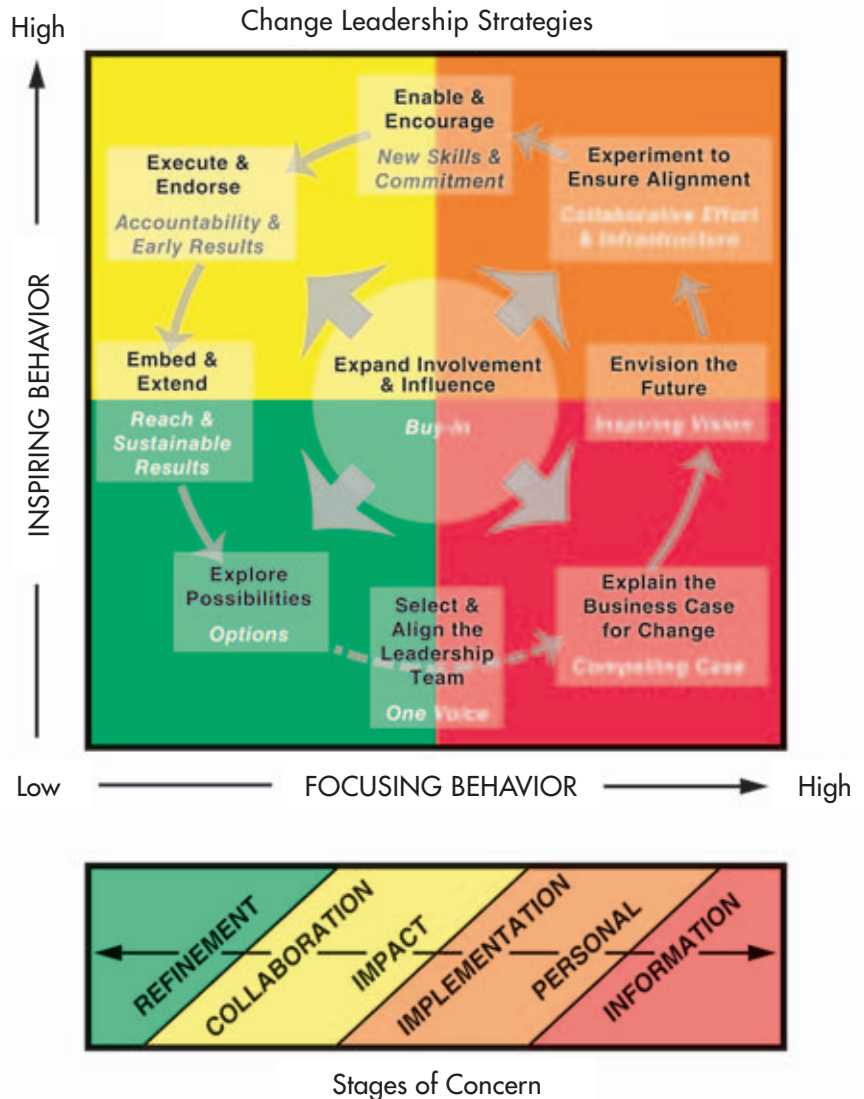 Change Leadership Strategies
High
Enable &
Encourage
New Skills &
Commitment
Execute &
Endorse
Accountability &
Early Results
Experiment to
Ensure Alignment
Collaborative Effort
& Infrastructure
INSPIRING BEHAVIOR
Embed &
Extend
Reach &
Sustainable
Results
Expand Involvement
& Influence
Buy-in
Envision the
Future
Inspiring Vision
Explore
Possibilities
Options
Select &
Align the
Leadership
Team
One Voice
Explain the
Business Case
for Change
Compelling Case
Low
FOCUSING BEHAVIOR
High
REFINEMENT
COLLABORATION
IMPACT
IMPLEMENTATION
PERSONAL
INFORMATION
Stages of Concern